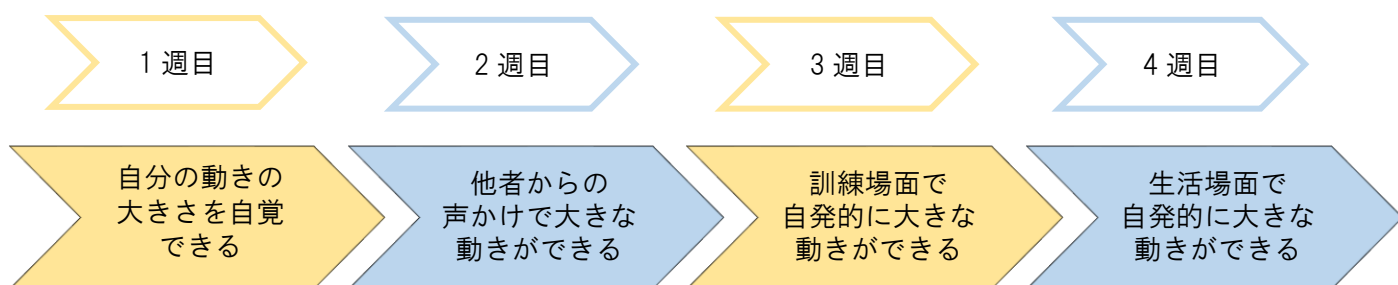 1週目
2週目
3週目
4週目
自分の動きの
大きさを自覚
できる
他者からの
声かけで大きな
動きができる
訓練場面で
自発的に大きな
動きができる
生活場面で
自発的に大きな
動きができる